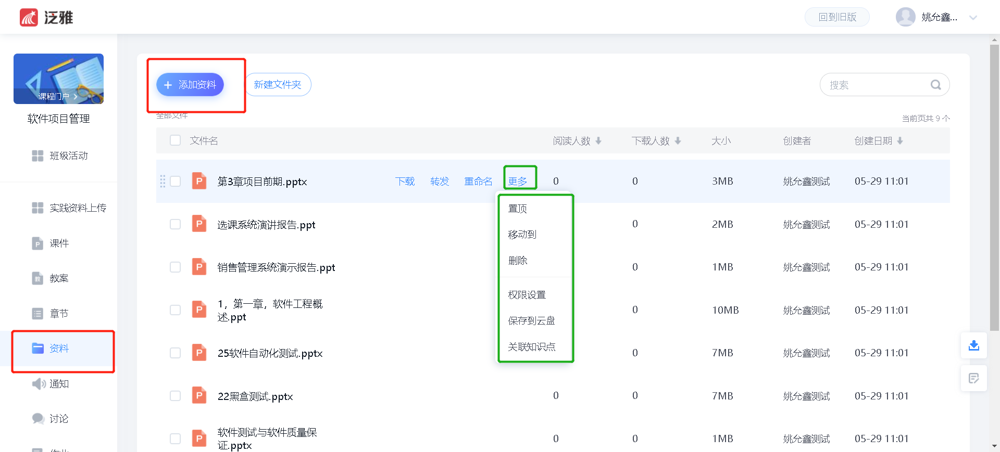 泛雅
回到旧版
姚允鑫...
课程门户
软件项目管理
班级活动
实践资料上传
课件
教案
章节
资料
通知
讨论
添加资料
新建文件夹
搜索
全部文件
当前页共 9 个
文件名 阅读人数 下载人数 大小 创建者 创建日期
第3章项目前期.pptx 下载 转发 重命名 更多 0 0 3MB 姚允鑫测试 05-29 11:01
置顶
移动到
删除
权限设置
保存到云盘
关联知识点
选课系统演讲报告.ppt 0 2MB 姚允鑫测试 05-29 11:01
销售管理系统演示报告.ppt 0 1MB 姚允鑫测试 05-29 11:01
1，第一章，软件工程概
述.ppt 0 10MB 姚允鑫测试 05-29 11:01
25软件自动化测试.pptx 0 7MB 姚允鑫测试 05-29 11:01
22黑盒测试.pptx 0 0 7MB 姚允鑫测试 05-29 11:01
软件测试与软件质量保
证.pptx 0 0 1MB 姚允鑫测试 05-29 11:01